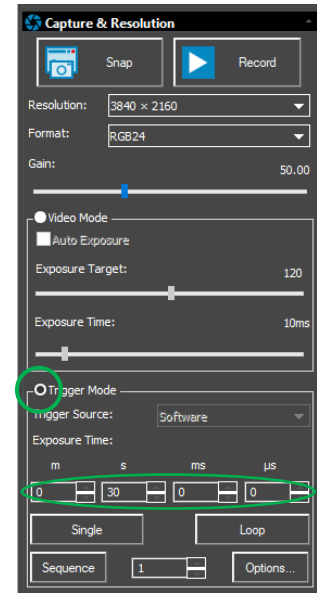 Capture & Resolution
Snap Record
Resolution: 3840 × 2160
Format: RGB24
Gain:
50.00
Video Mode
Auto Exposure
Exposure Target:
120
Exposure Time:
10ms
Trigger Mode
Trigger Source: Software
Exposure Time:
m s ms µs
0 30 0 0
Single Loop
Sequence 1 Options...